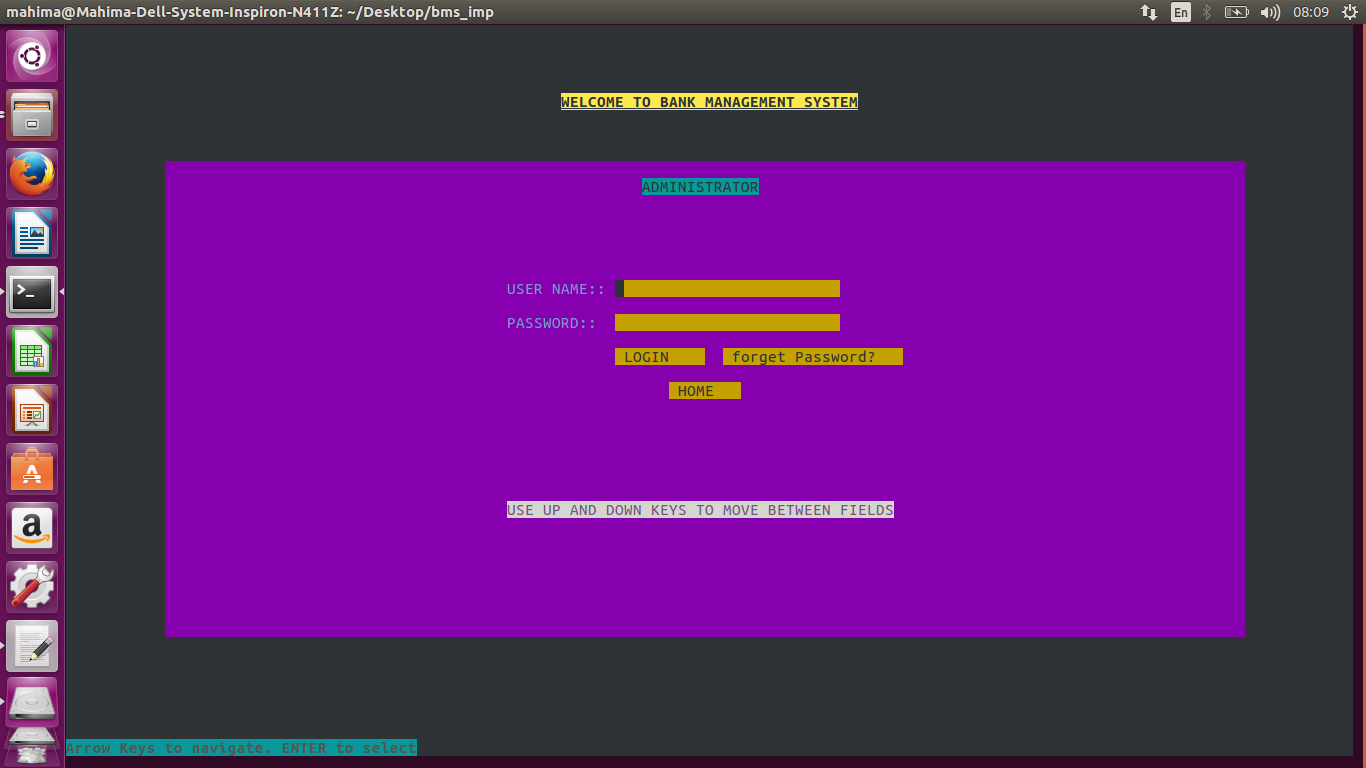 mahima@Mahima-Dell-System-Inspiron-N411Z: ~/Desktop/bms_imp En 08:09
WELCOME TO BANK MANAGEMENT SYSTEM
ADMINISTRATOR
USER NAME::
PASSWORD::
LOGIN forget Password?
HOME
USE UP AND DOWN KEYS TO MOVE BETWEEN FIELDS
Arrow Keys to navigate. ENTER to select